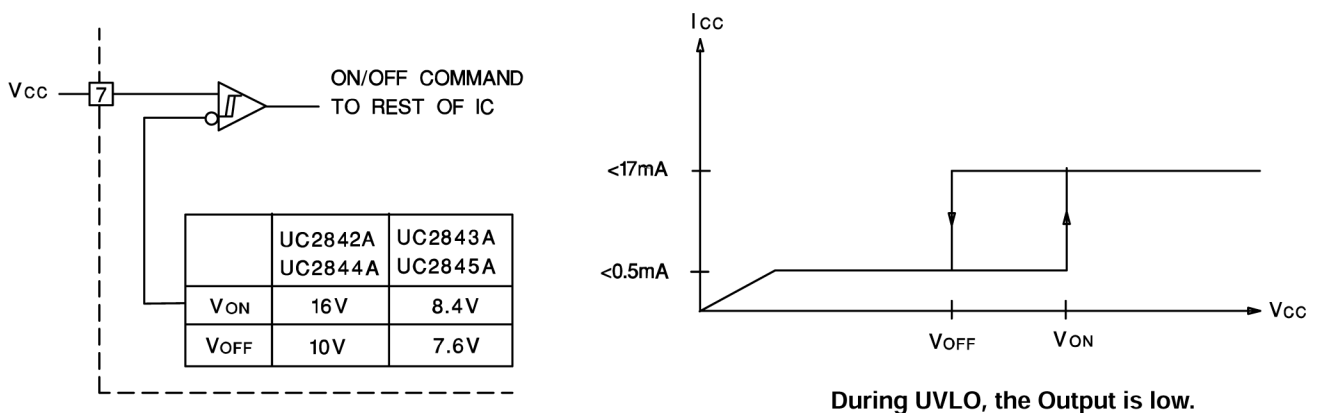 Vcc
7
ON/OFF COMMAND
TO REST OF IC
UC2842A UC2843A
UC2844A UC2845A
VON 16V 8.4V
VOFF 10V 7.6V
Icc
<17mA
<0.5mA
Vcc
VOFF VON
During UVLO, the Output is low.